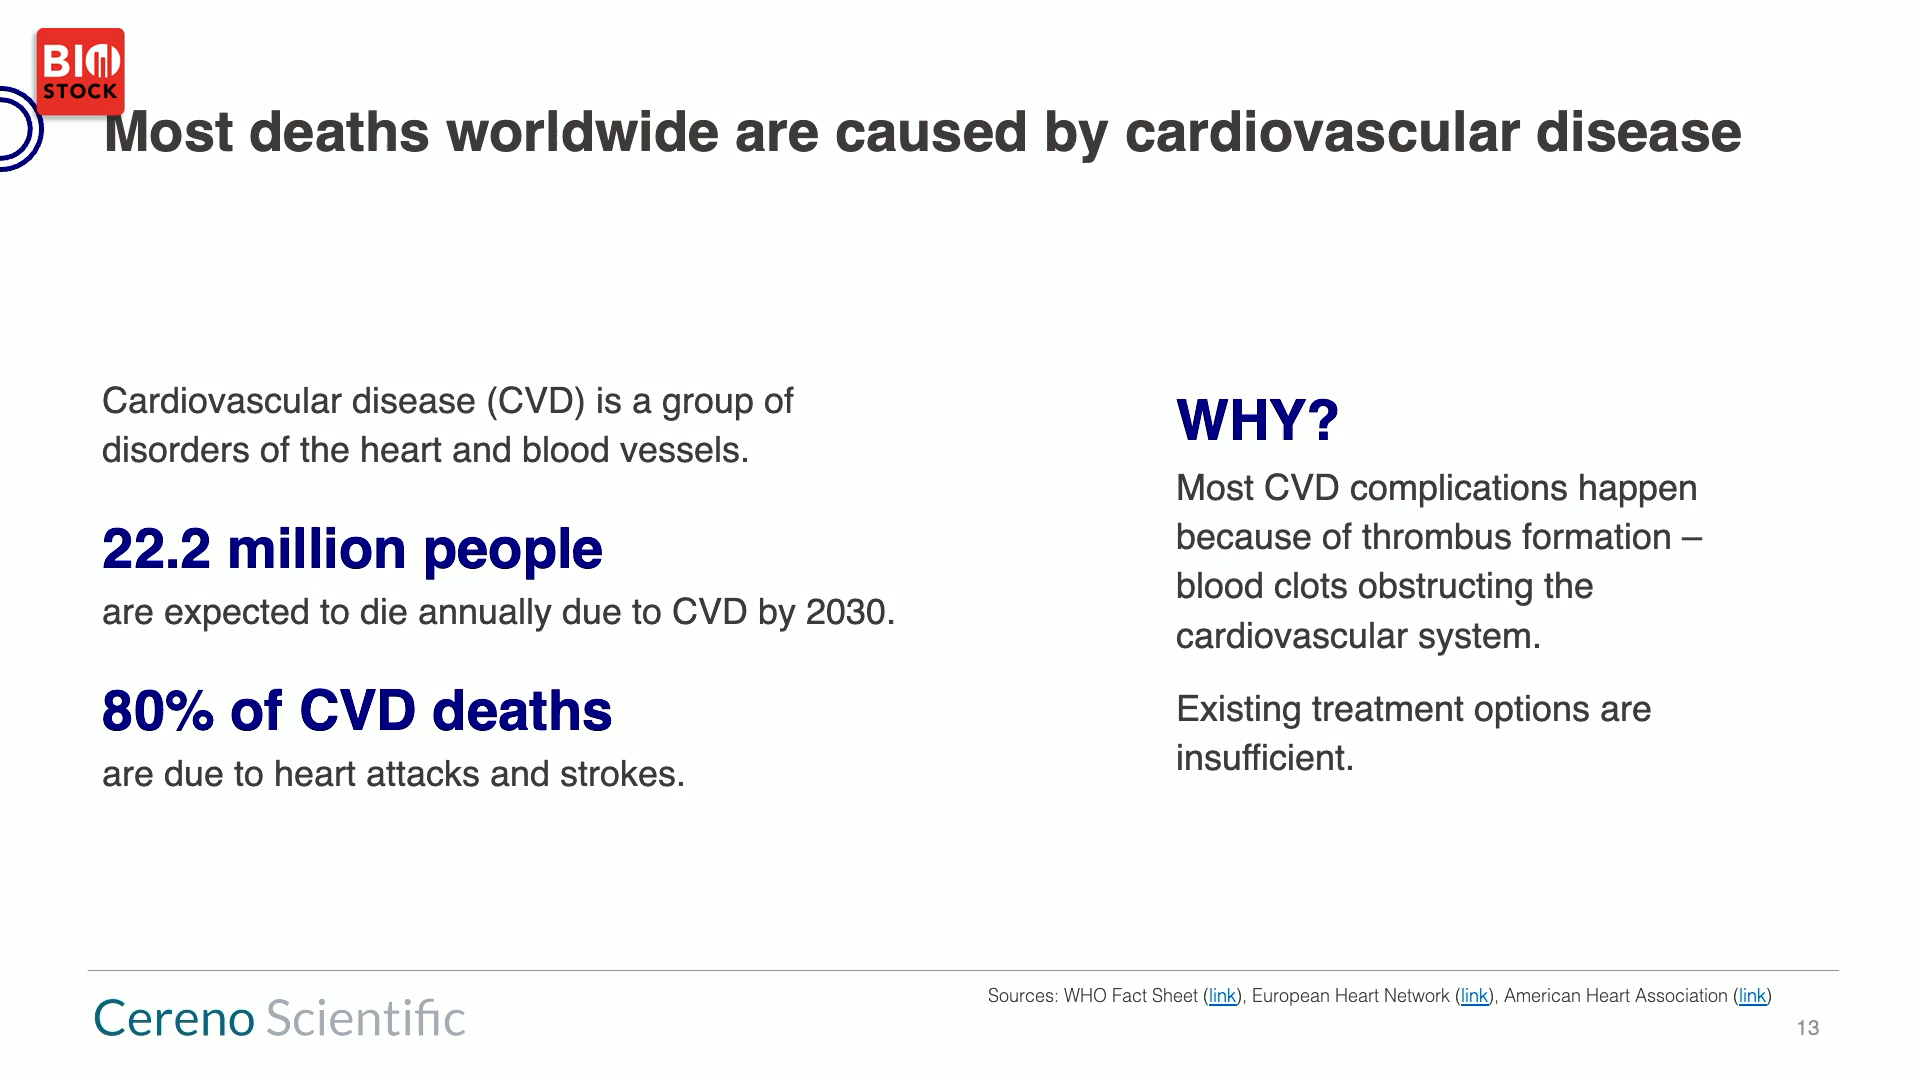 BIO
STOCK
Most deaths worldwide are caused by cardiovascular disease
Cardiovascular disease (CVD) is a group of
disorders of the heart and blood vessels.
22.2 million people
are expected to die annually due to CVD by 2030.
80% of CVD deaths
are due to heart attacks and strokes.
WHY?
Most CVD complications happen
because of thrombus formation –
blood clots obstructing the
cardiovascular system.
Existing treatment options are
insufficient.
Sources: WHO Fact Sheet (link), European Heart Network (link), American Heart Association (link)
Cereno Scientific
13